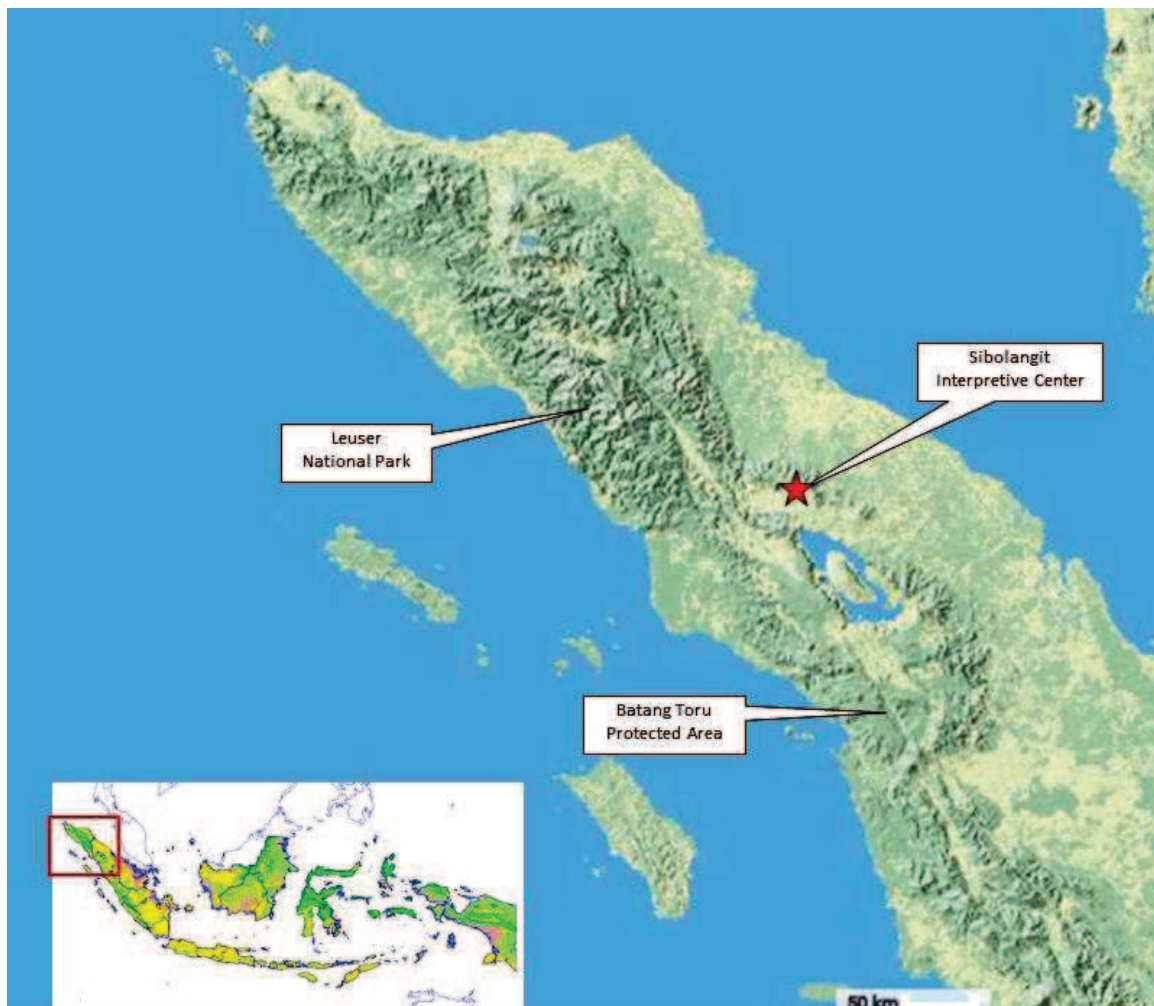 Sibolangit
Interpretive Center
Leuser
National Park
Batang Toru
Protected Area
50 km